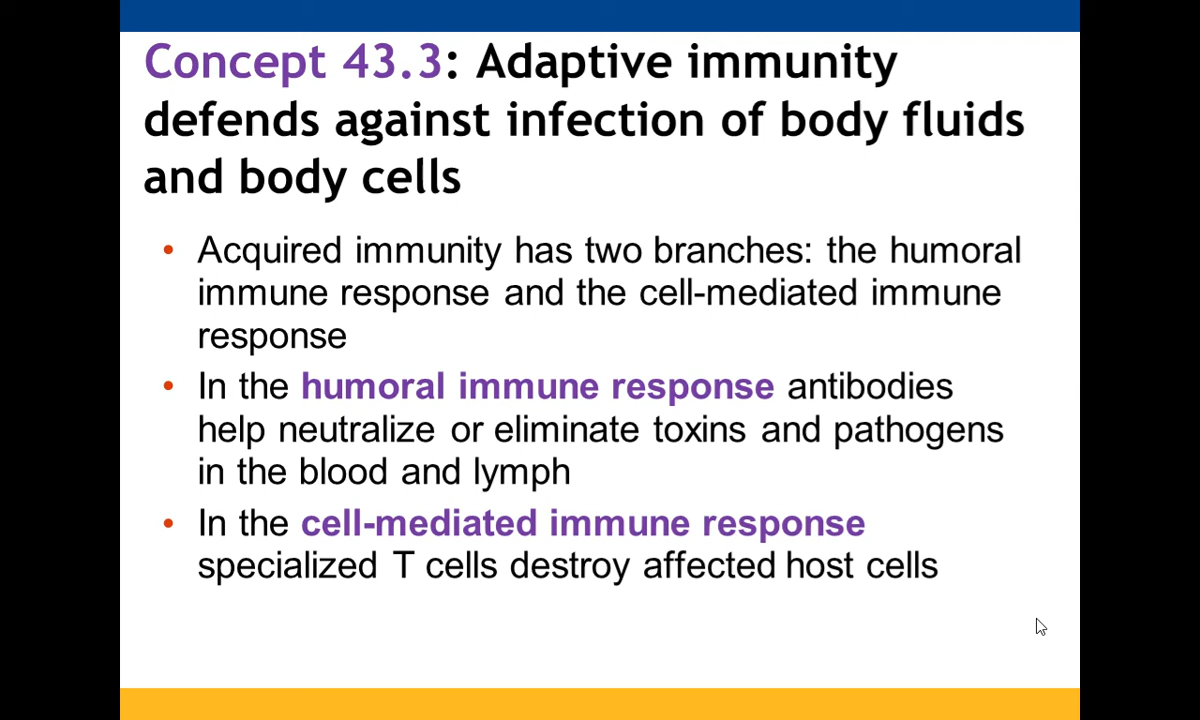 Concept 43.3: Adaptive immunity
defends against infection of body fluids
and body cells
• Acquired immunity has two branches: the humoral
immune response and the cell-mediated immune
response
• In the humoral immune response antibodies
help neutralize or eliminate toxins and pathogens
in the blood and lymph
• In the cell-mediated immune response
specialized T cells destroy affected host cells